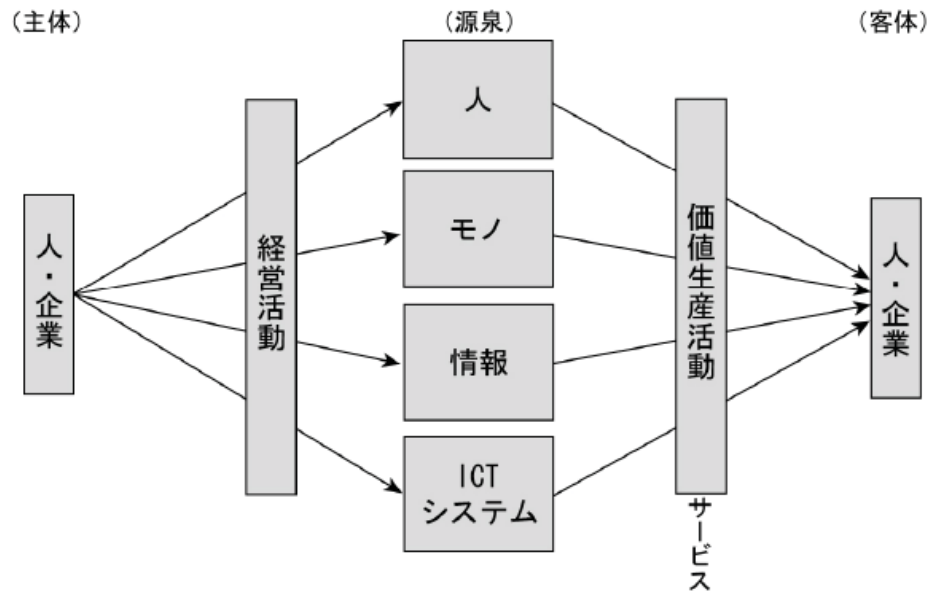 （主体）
（源泉）
（客体）
人・企業
経営活動
人
モノ
情報
ICT
システム
価値生産活動
サービス
人・企業